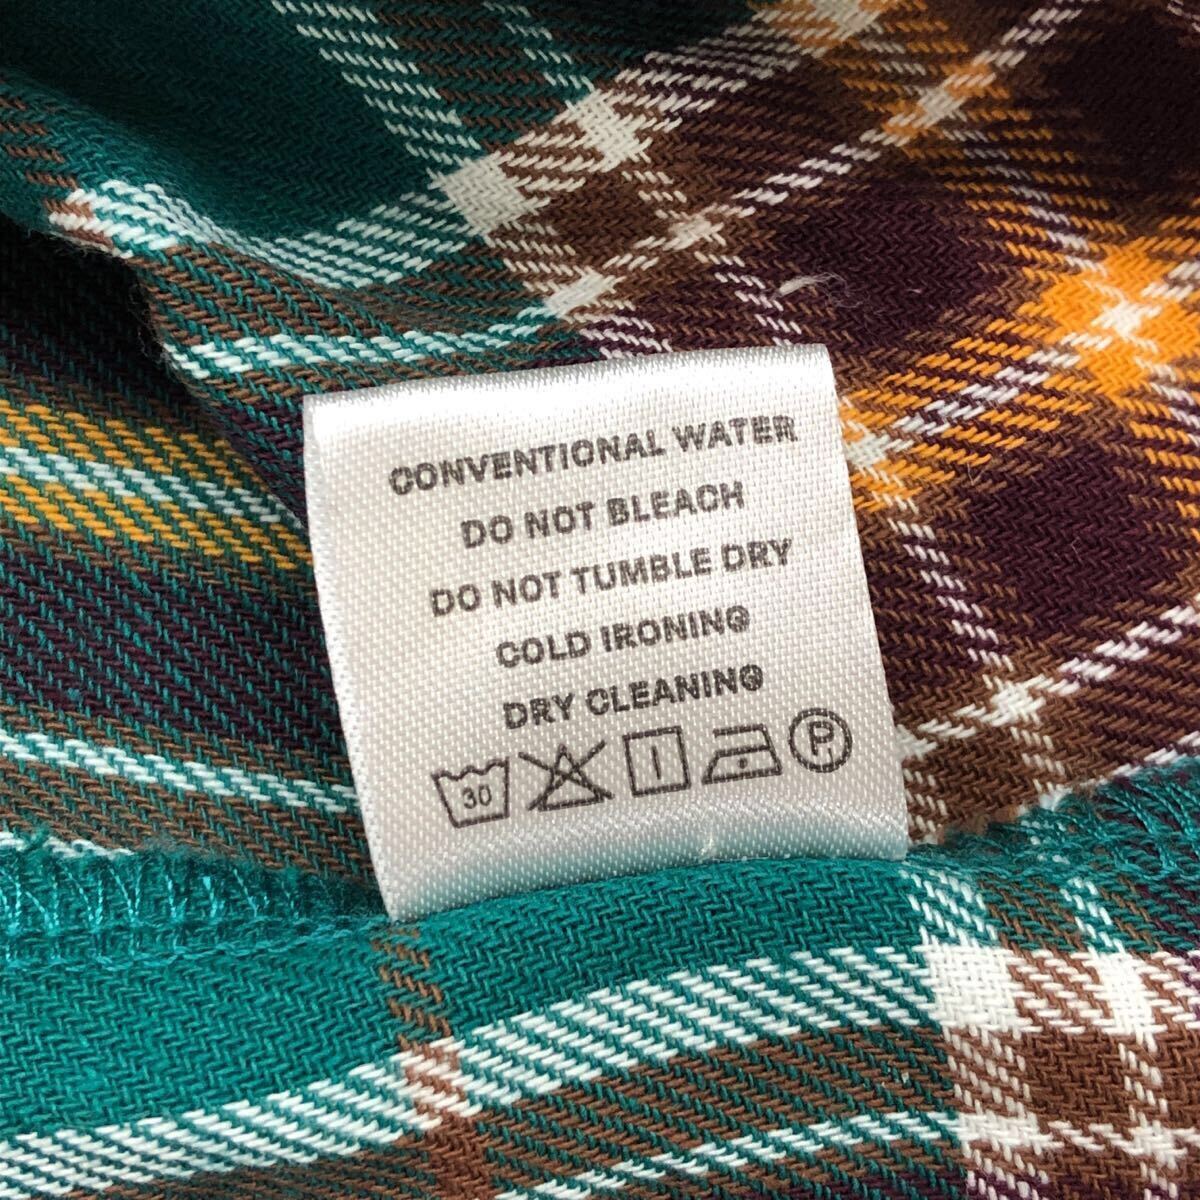 CONVENTIONAL WATER
DO NOT BLEACH
DO NOT TUMBLE DRY
COLD IRONING
DRY CLEANING
30 P